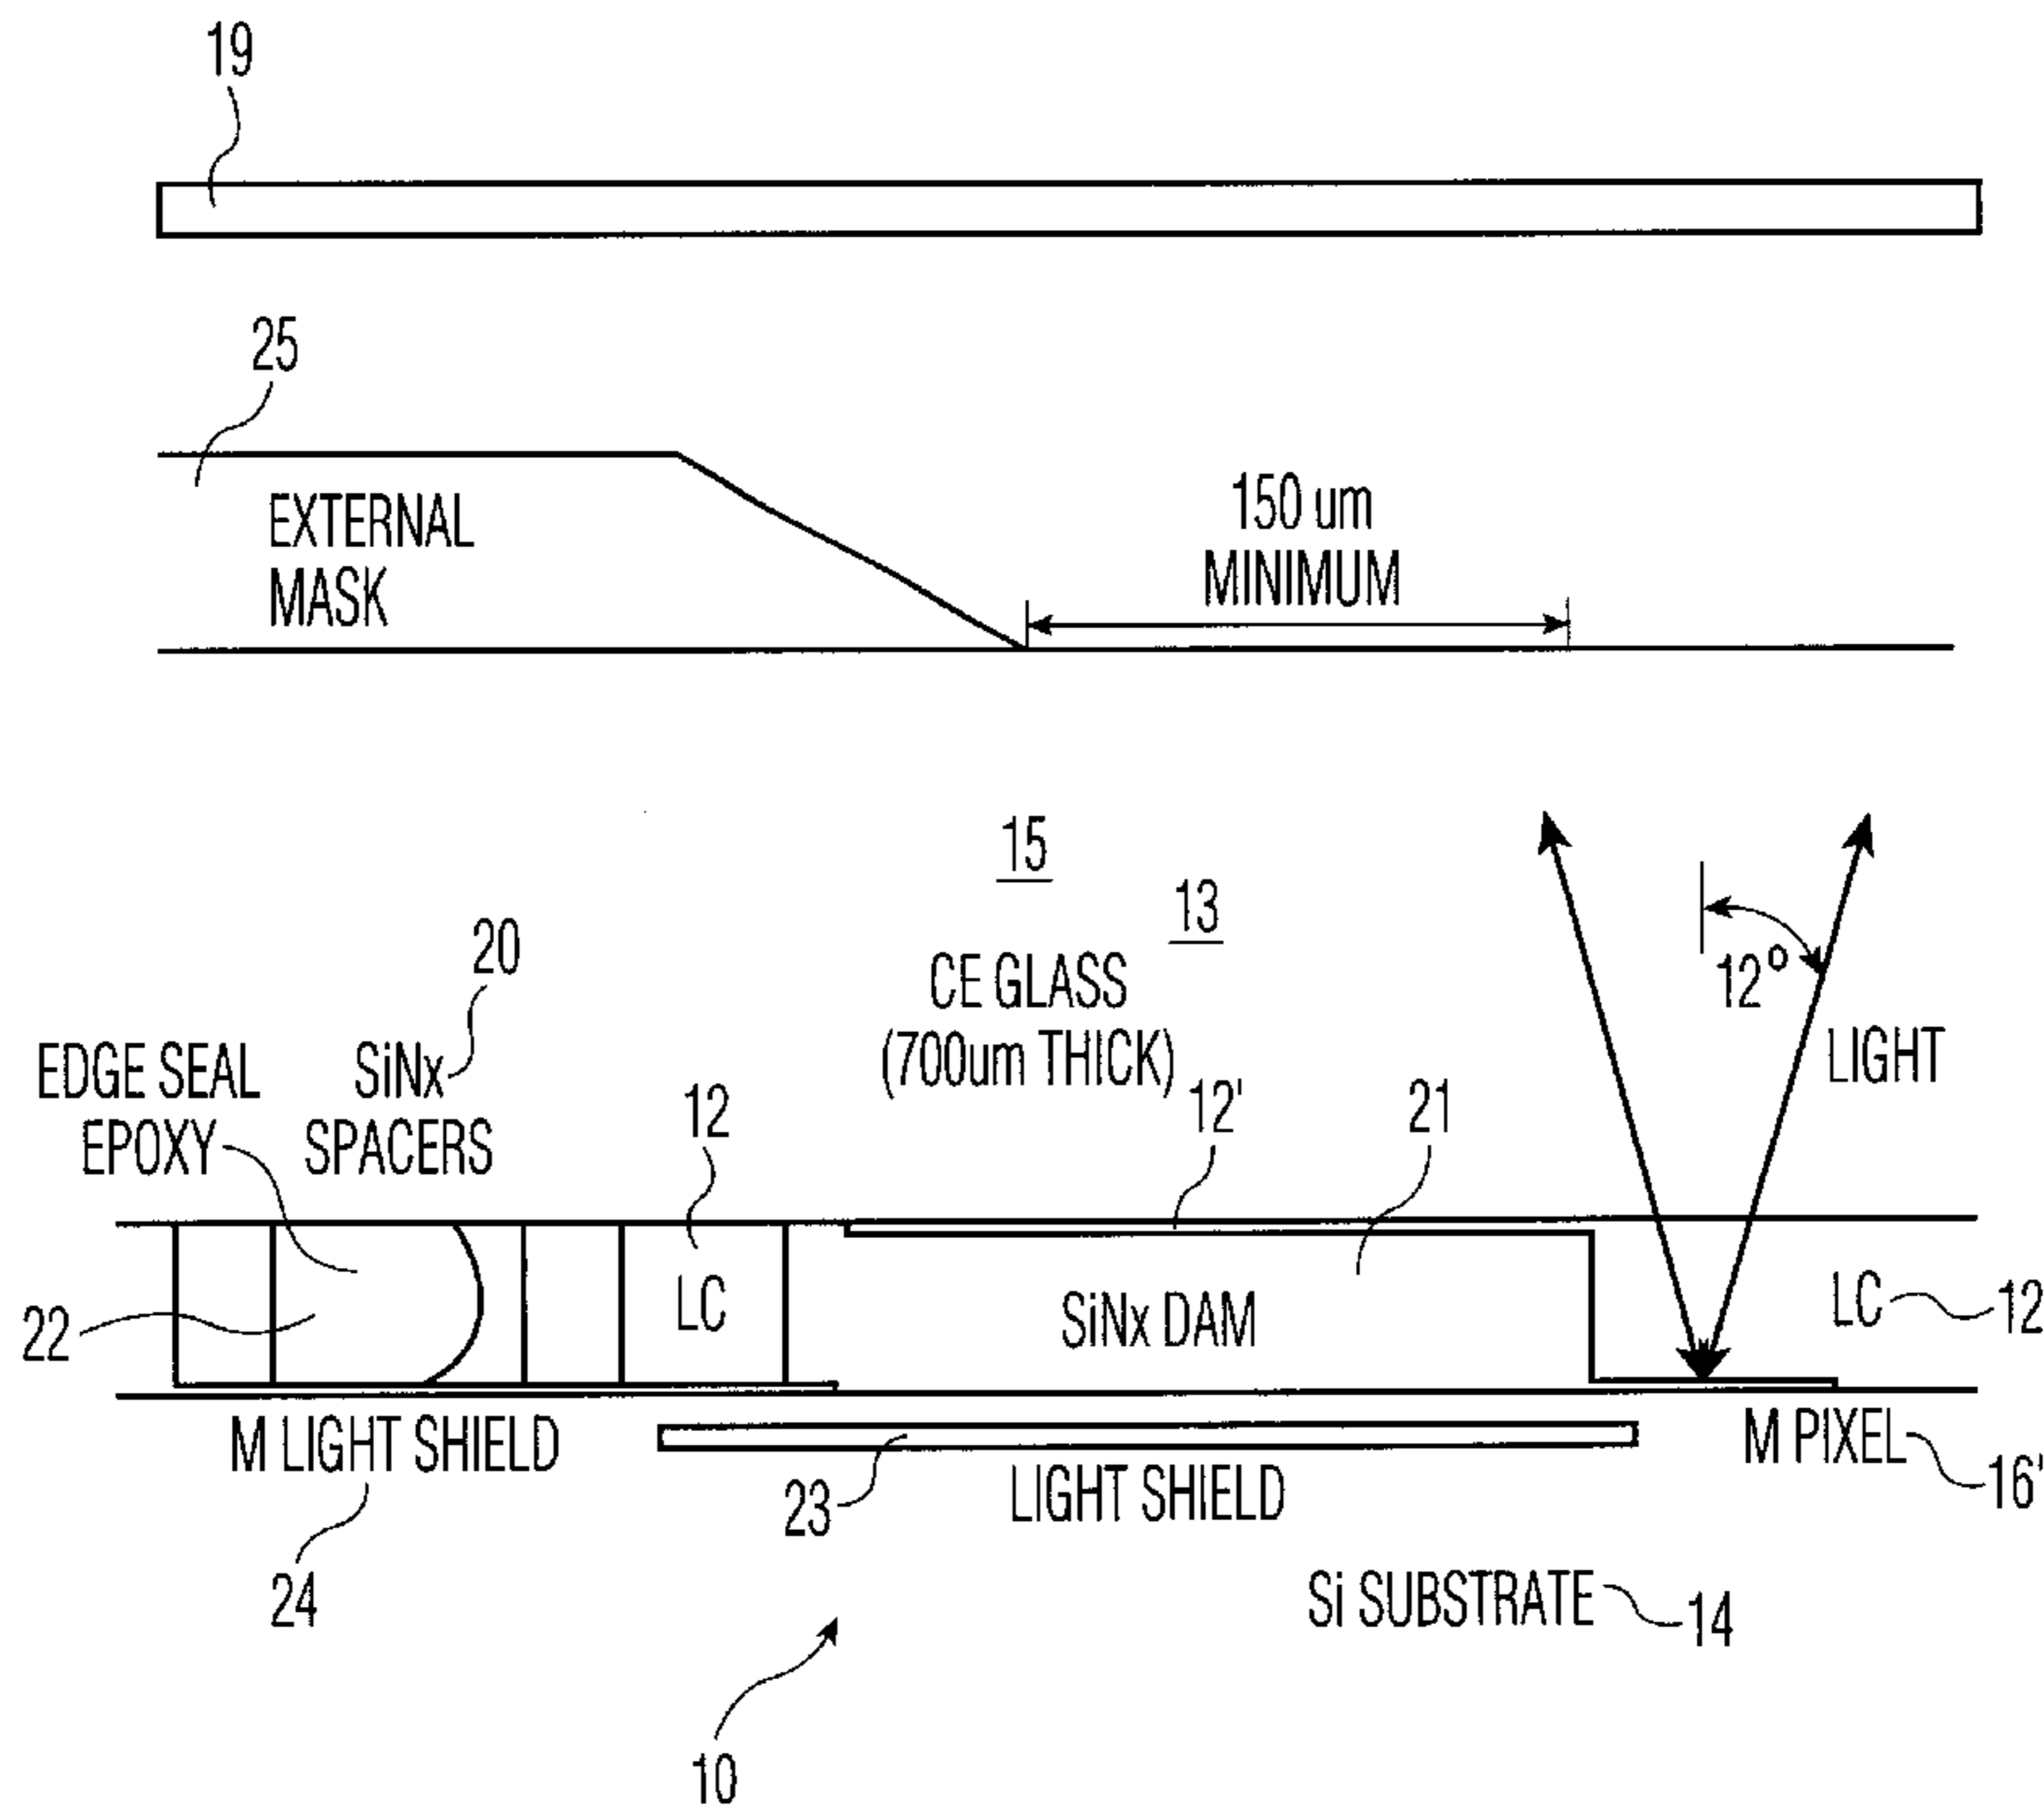 19
25
EXTERNAL
MASK
150 um
MINIMUM
15
13
CE GLASS
(700um THICK)
12°
LIGHT
20
EDGE SEAL
EPOXY
SiNx
SPACERS
12
12'
21
22
LC
SiNx DAM
LC
12
M LIGHT SHIELD
24
23
LIGHT SHIELD
M PIXEL
16'
Si SUBSTRATE
14
10